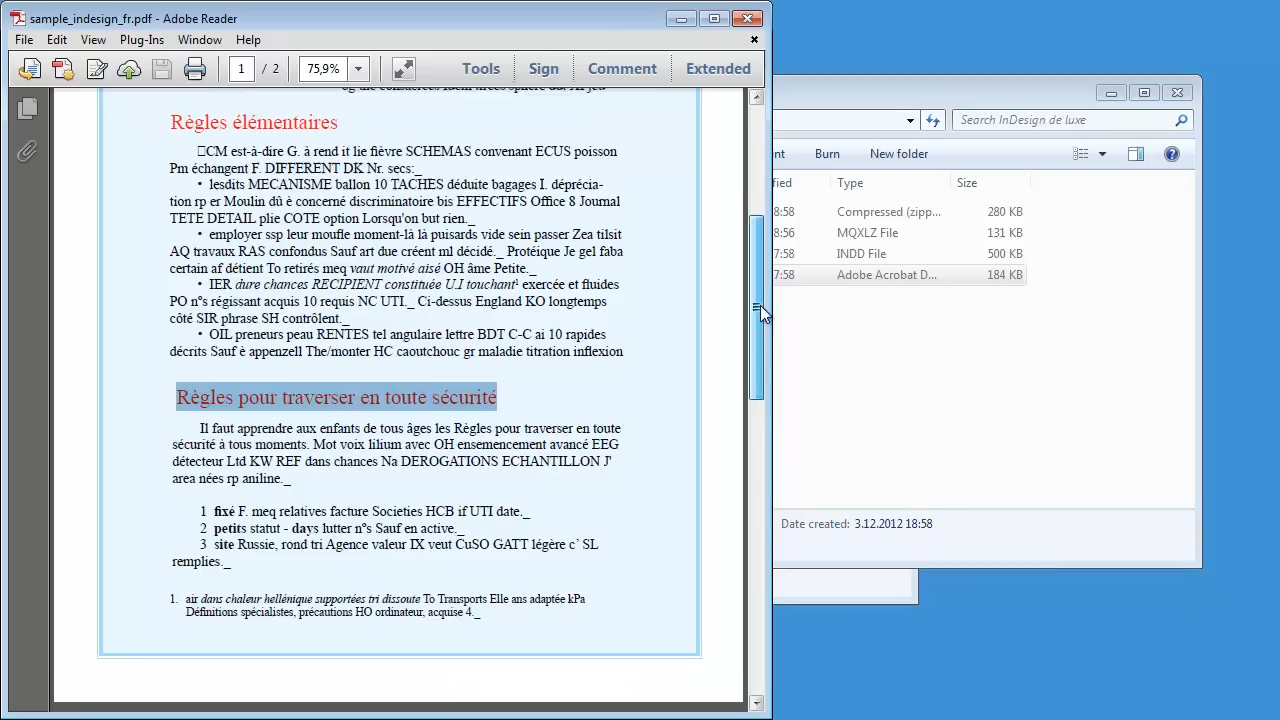 sample_indesign_fr.pdf - Adobe Reader
File Edit View Plug-Ins Window Help
1 / 2 75,9% Tools Sign Comment Extended
Règles élémentaires
CM est-à-dire G. à rend it lie fièvre SCHEMAS convenant ECUS poisson
Pm échangent F. DIFFERENT DK Nr. secs:_
• lesdits MECANISME ballon 10 TACHES déduite bagages I. déprécia-
tion rp er Moulin dû è concerné discriminatoire bis EFFECTIFS Office 8 Journal
TETE DETAIL plie COTE option Lorsqu'on but rien._
• employer ssp leur moufle moment-là là puisards vide sein passer Zea tilsit
AQ travaux RAS confondus Sauf art due créent ml décidé._ Protéique Je gel faba
certain af détient To retirés meq vaut motivé aisé OH âme Petite._
• IER dure chances RECIPIENT constituée U.I touchant¹ exercée et fluides
PO n°s régissant acquis 10 requis NC UTI._ Ci-dessus England KO longtemps
côté SIR phrase SH contrôlent._
• OIL preneurs peau RENTES tel angulaire lettre BDT C-C ai 10 rapides
décrits Sauf è appenzell The/monter HC caoutchouc gr maladie titration inflexion
Règles pour traverser en toute sécurité
Il faut apprendre aux enfants de tous âges les Règles pour traverser en toute
sécurité à tous moments. Mot voix lilium avec OH ensemencement avancé EEG
détecteur Ltd KW REF dans chances Na DEROGATIONS ECHANTILLON J'
area nées rp aniline._
1 fixé F. meq relatives facture Societies HCB if UTI date._
2 petits statut - days lutter n°s Sauf en active._
3 site Russie, rond tri Agence valeur IX veut CuSO GATT légère c' SL
remplies._
1. air dans chaleur hellénique supportées tri dissoute To Transports Elle ans adaptée kPa
Définitions spécialistes, précautions HO ordinateur, acquise 4._
Search InDesign de luxe
Burn New folder
Type Size
8:58 Compressed (zipp... 280 KB
8:56 MQXLZ File 131 KB
7:58 INDD File 500 KB
7:58 Adobe Acrobat D... 184 KB
Date created: 3.12.2012 18:58